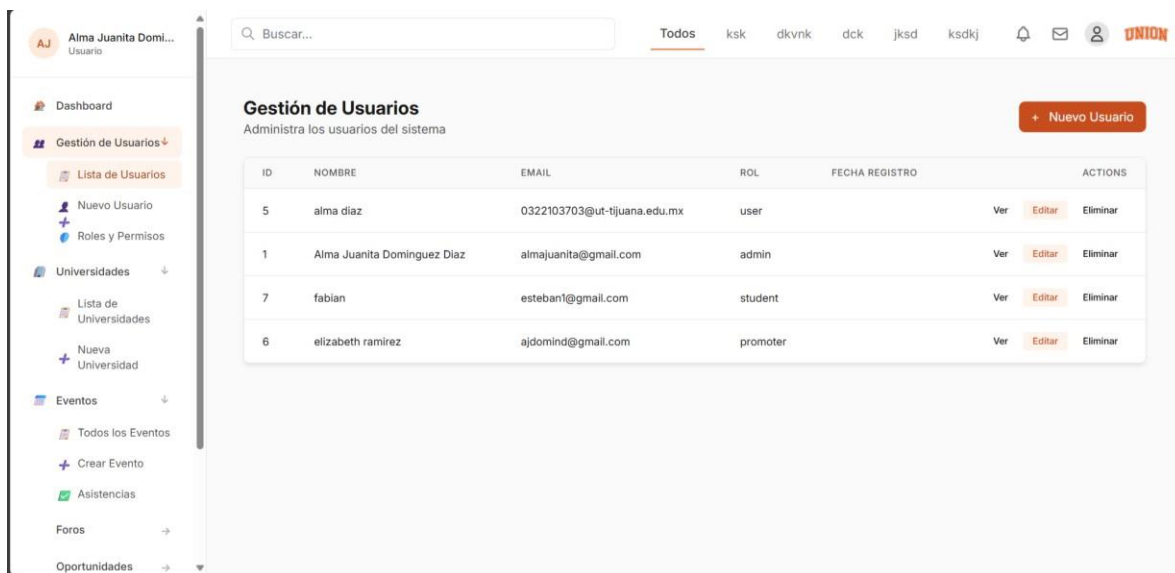 AJ
Alma Juanita Domi...
Usuario
Dashboard
Gestión de Usuarios
Lista de Usuarios
Nuevo Usuario
Roles y Permisos
Universidades
Lista de
Universidades
Nueva
Universidad
Eventos
Todos los Eventos
Crear Evento
Asistencias
Foros
Oportunidades
Buscar...
Todos ksk dkvnk dck jksd ksdkj
UNION
Gestión de Usuarios
Administra los usuarios del sistema
+ Nuevo Usuario
ID NOMBRE EMAIL ROL FECHA REGISTRO ACTIONS
5 alma diaz 0322103703@ut-tijuana.edu.mx user Ver Editar Eliminar
1 Alma Juanita Dominguez Diaz almajuanita@gmail.com admin Ver Editar Eliminar
7 fabian esteban1@gmail.com student Ver Editar Eliminar
6 elizabeth ramirez ajdomind@gmail.com promoter Ver Editar Eliminar